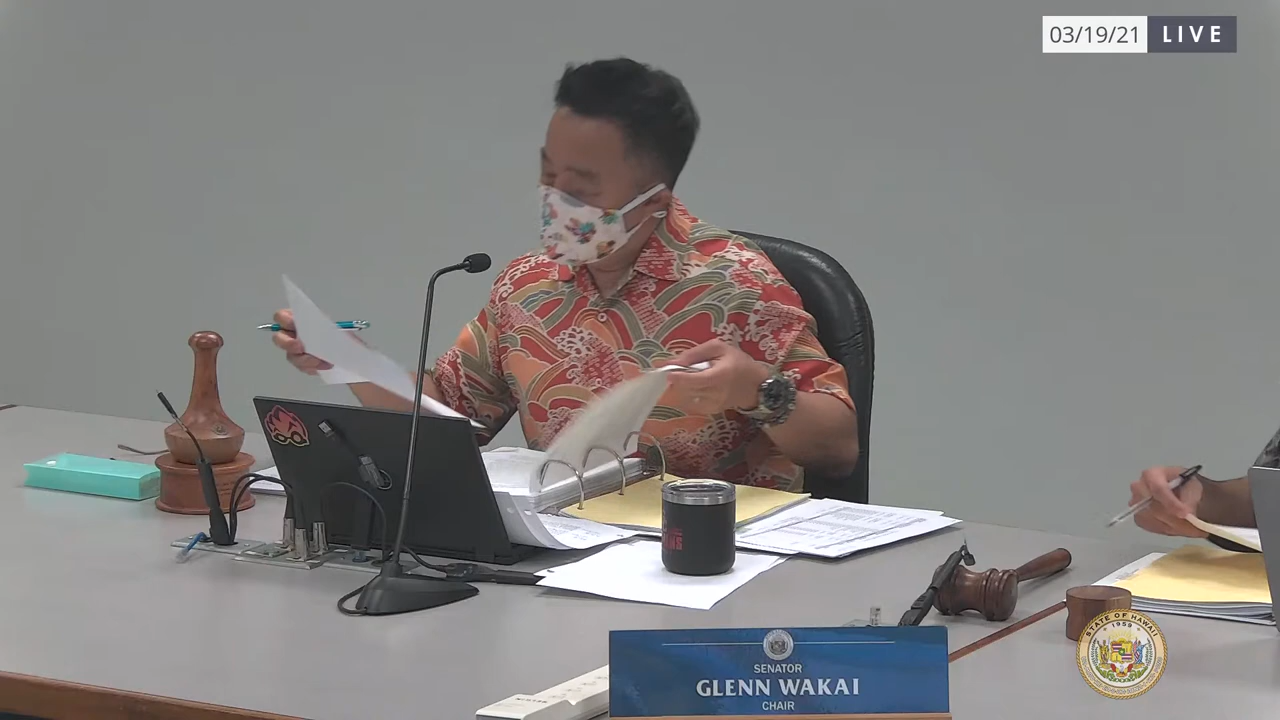 03/19/21 LIVE
SENATOR
GLENN WAKAI
CHAIR
STATE OF HAWAII
1959